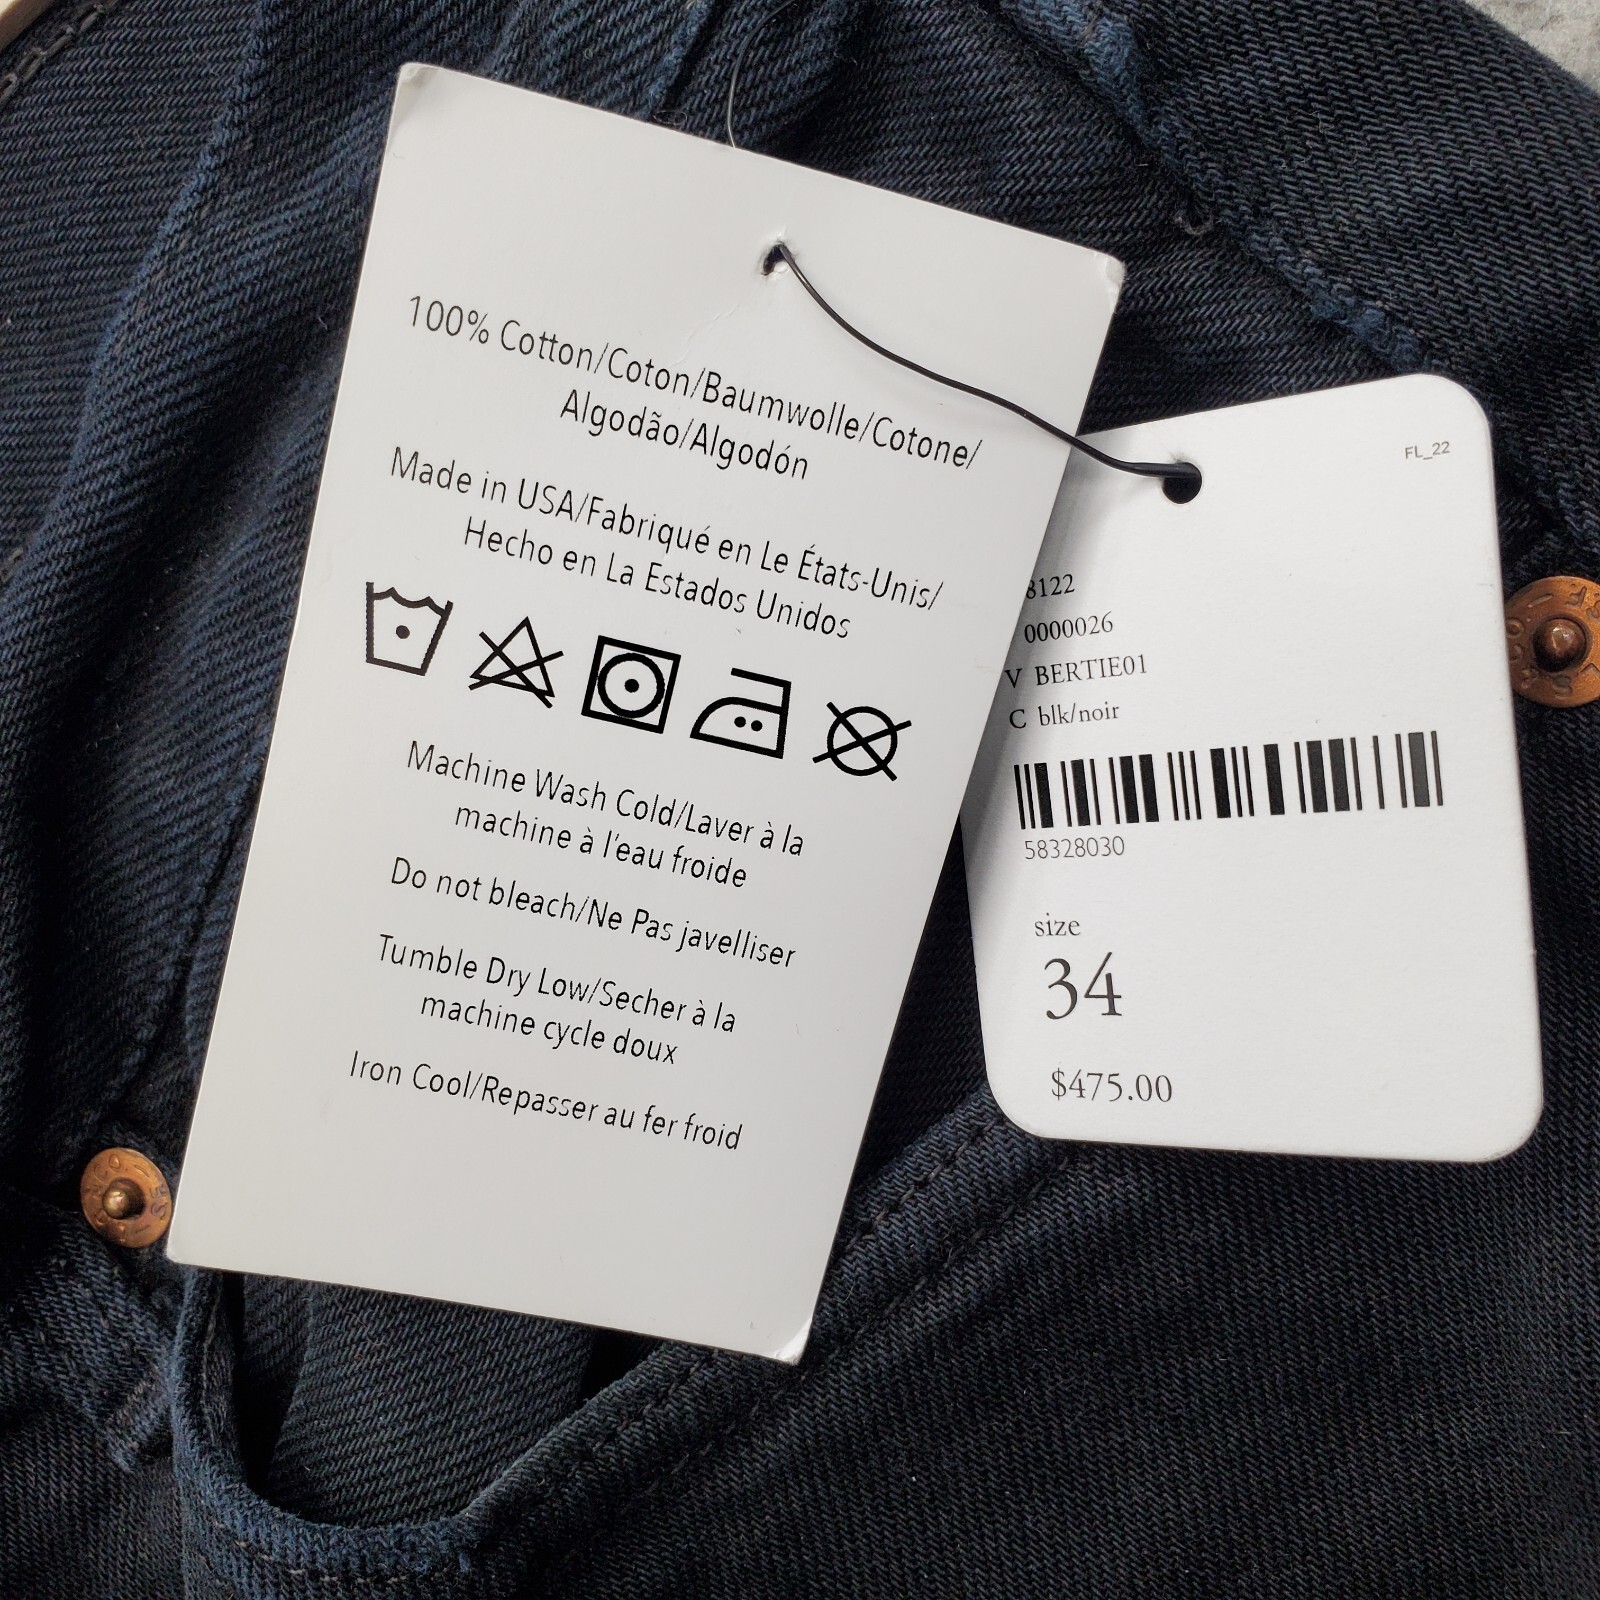 100% Cotton/Coton/Baumwolle/Cotone/
Algodão/Algodón
Made in USA/Fabriqué en Le États-Unis/
Hecho en La Estados Unidos
Machine Wash Cold/Laver à la
machine à l'eau froide
Do not bleach/Ne Pas javelliser
Tumble Dry Low/Secher à la
machine cycle doux
Iron Cool/Repasser au fer froid
FL_22
8122
0000026
V BERTIE01
C blk/noir
58328030
size
34
$475.00